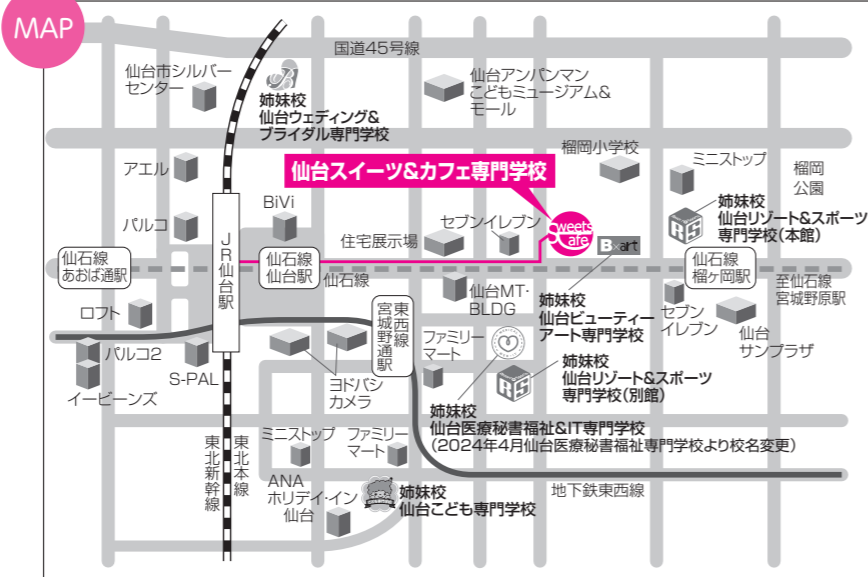 MAP
国道45号線
仙台市シルバー
センター
姉妹校
仙台ウェディング&
ブライダル専門学校
仙台アンパンマン
こどもミュージアム&
モール
アエル
仙台スイーツ&カフェ専門学校
榴岡小学校
ミニストップ
榴岡
公園
パルコ
BiVi
住宅展示場
セブンイレブン
Sweets
Cafe
B×art
姉妹校
仙台リゾート&スポーツ
専門学校(本館)
RS
仙石線
あおば通駅
JR仙台駅
仙石線
仙台駅
仙石線
仙石線
榴ヶ岡駅
至仙石線
宮城野原駅
ロフト
東西線
宮城野通駅
仙台MT・
BLDG
姉妹校
仙台ビューティー
アート専門学校
セブン
イレブン
仙台
サンプラザ
パルコ2
イービーンズ
S-PAL
ヨドバシ
カメラ
ファミリー
マート
RS
姉妹校
仙台リゾート&スポーツ
専門学校(別館)
姉妹校
仙台医療秘書福祉&IT専門学校
(2024年4月仙台医療秘書福祉専門学校より校名変更)
東北新幹線
東北本線
ミニストップ
ファミリー
マート
ANA
ホリデイ・イン
仙台
姉妹校
仙台こども専門学校
地下鉄東西線